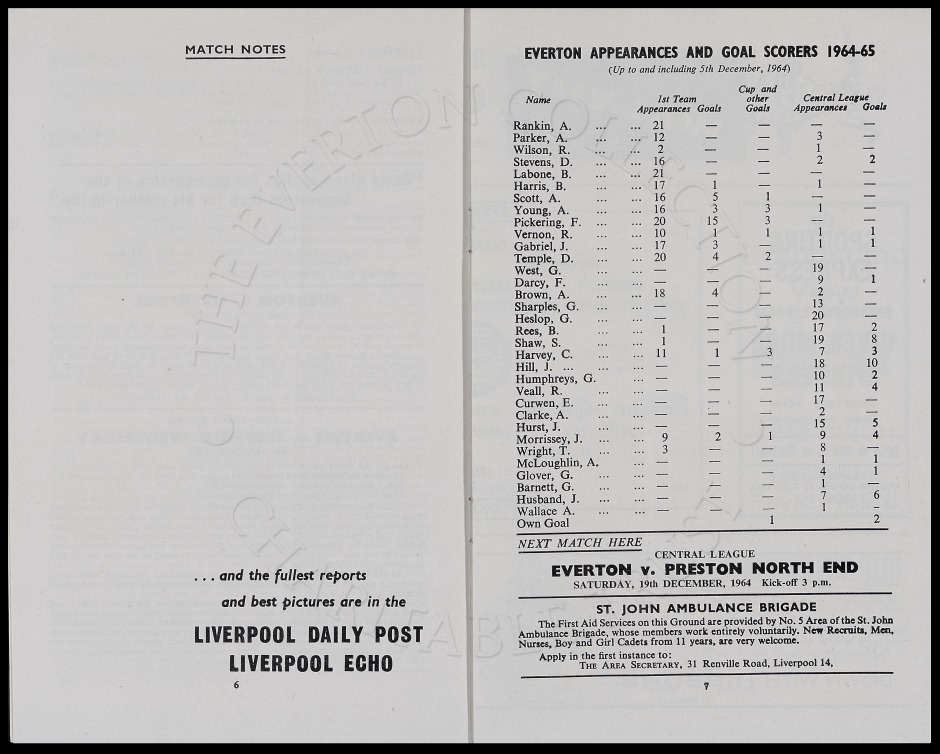 MATCH NOTES
. . . and the fullest reports
and best pictures are in the
LIVERPOOL DAILY POST
LIVERPOOL ECHO
6
EVERTON APPEARANCES AND GOAL SCORERS 1964-65
(Up to and including 5th December, 1964)
Name 1st Team Appearances Goals Cup and other Goals Central League Appearances Goals
Rankin, A. ... ... 21 — — — —
Parker, A. ... ... 12 — — 3 —
Wilson, R. ... ... 2 — — 1 —
Stevens, D. ... ... 16 — — 2 2
Labone, B. ... ... 21 — — — —
Harris, B. ... ... 17 1 — 1 —
Scott, A. ... ... 16 5 1 — —
Young, A. ... ... 16 3 3 1 —
Pickering, F. ... ... 20 15 3 — —
Vernon, R. ... ... 10 1 1 1 1
Gabriel, J. ... ... 17 3 — 1 1
Temple, D. ... ... 20 4 2 — —
West, G. ... ... — — — 19 —
Darcy, F. ... ... — — — 9 1
Brown, A. ... ... 18 4 — 2 —
Sharples, G. ... ... — — — 13 —
Heslop, G. ... ... — — — 20 —
Rees, B. ... ... 1 — — 17 2
Shaw, S. ... ... 1 — — 19 8
Harvey, C. ... ... 11 1 3 7 3
Hill, J. ... ... ... — — — 18 10
Humphreys, G. ... — — — 10 2
Veall, R. ... ... — — — 11 4
Curwen, E. ... ... — — — 17 —
Clarke, A. ... ... — — — 2 —
Hurst, J. ... ... — — — 15 5
Morrissey, J. ... ... 9 2 1 9 4
Wright, T. ... ... 3 — — 8 —
McLoughlin, A. ... — — — 1 1
Glover, G. ... ... — — — 4 1
Barnett, G. ... ... — — — 1 —
Husband, J. ... ... — — — 7 6
Wallace A. ... ... — — — 1 –
Own Goal 1 2
NEXT MATCH HERE
CENTRAL LEAGUE
EVERTON v. PRESTON NORTH END
SATURDAY, 19th DECEMBER, 1964 Kick-off 3 p.m.
ST. JOHN AMBULANCE BRIGADE
The First Aid Services on this Ground are provided by No. 5 Area of the St. John
Ambulance Brigade, whose members work entirely voluntarily. New Recruits, Men,
Nurses, Boy and Girl Cadets from 11 years, are very welcome.
Apply in the first instance to:
THE AREA SECRETARY, 31 Renville Road, Liverpool 14,
7
THE EVERTON COLLECTION
CHARITABLE TRUST